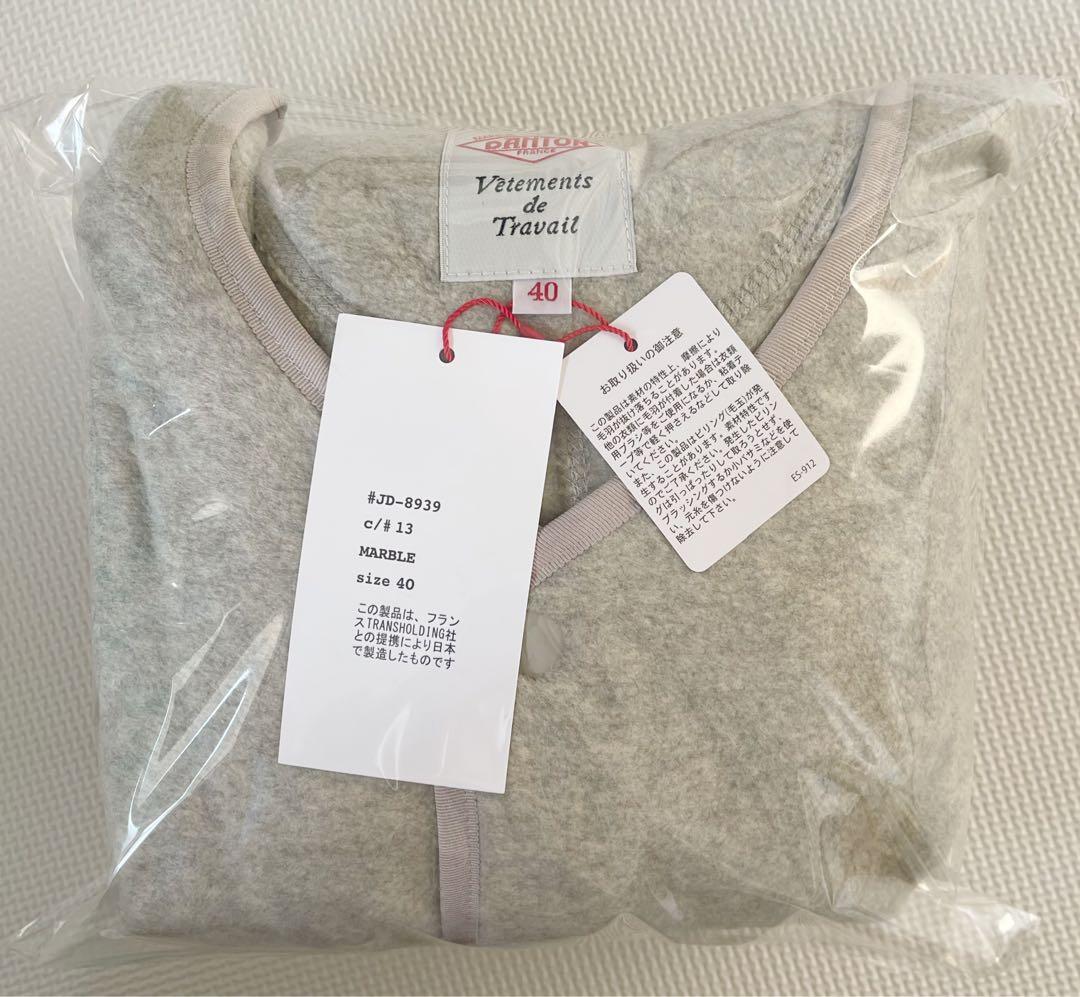 DANTON
FRANCE
Vêtements
de
Travail
40
#JD-8939
c/# 13
MARBLE
size 40
この製品は、フラン
スTRANSHOLDING社
との提携により日本
で製造したものです
お取り扱いの御注意
この製品は素材の特性上、摩擦により
毛羽が抜け落ちることがあります。
他の衣類に毛羽が付着した場合は衣類
用ブラシ等をご使用になるか、粘着テ
ープ等で軽く押さえるなどして取り除
いてください。
また、この製品はピリング(毛玉)が発
生することがあります。素材特性です
のでご了承ください。発生したピリン
グは引っぱったりして取ろうとせず、
ブラッシングするか小バサミなどを使
い、元糸を傷つけないように注意して
除去して下さい。
ES-912